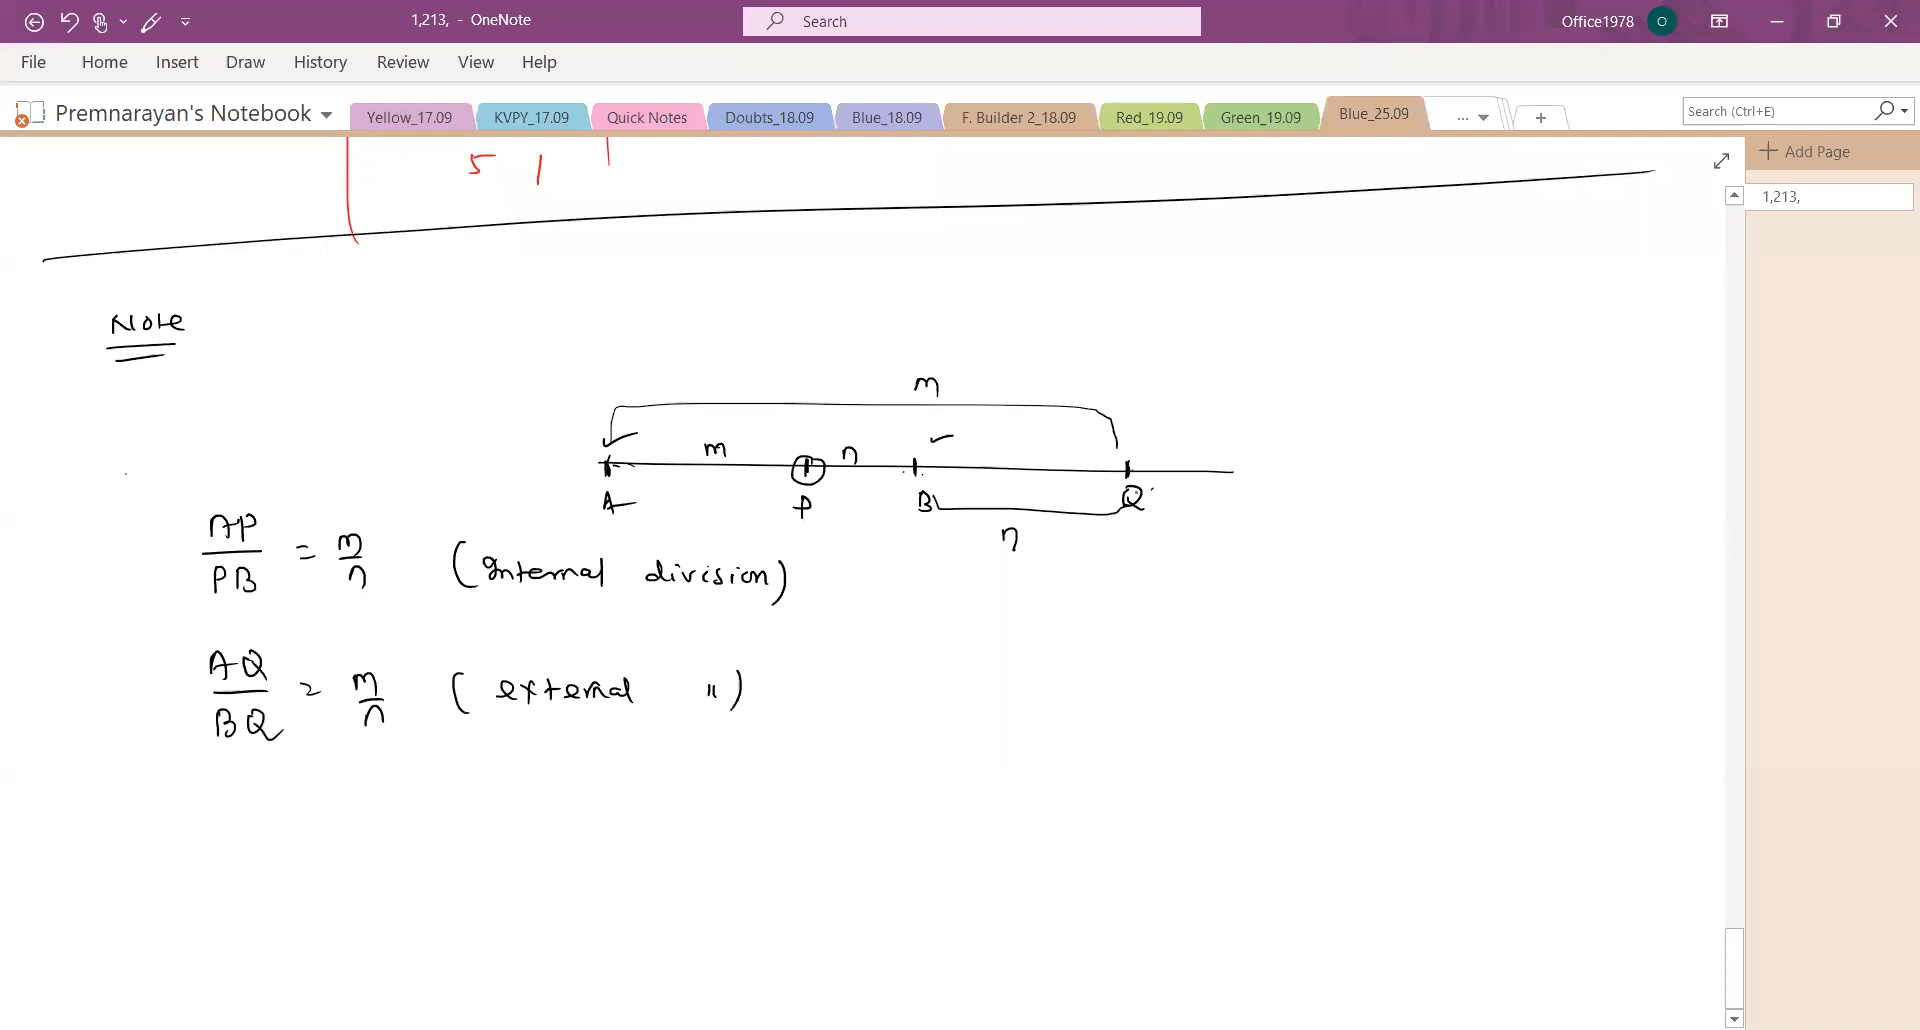 1,213, - OneNote
Search
Office1978
O
File Home Insert Draw History Review View Help
Premnarayan's Notebook
Yellow_17.09 KVPY_17.09 Quick Notes Doubts_18.09 Blue_18.09 F. Builder 2_18.09 Red_19.09 Green_19.09 Blue_25.09 ...
Search (Ctrl+E)
Add Page
1,213,
5 1 1
Note
m
m n
A P B Q
n
AP/PB = m/n (Internal division)
AQ/BQ = m/n (external ")